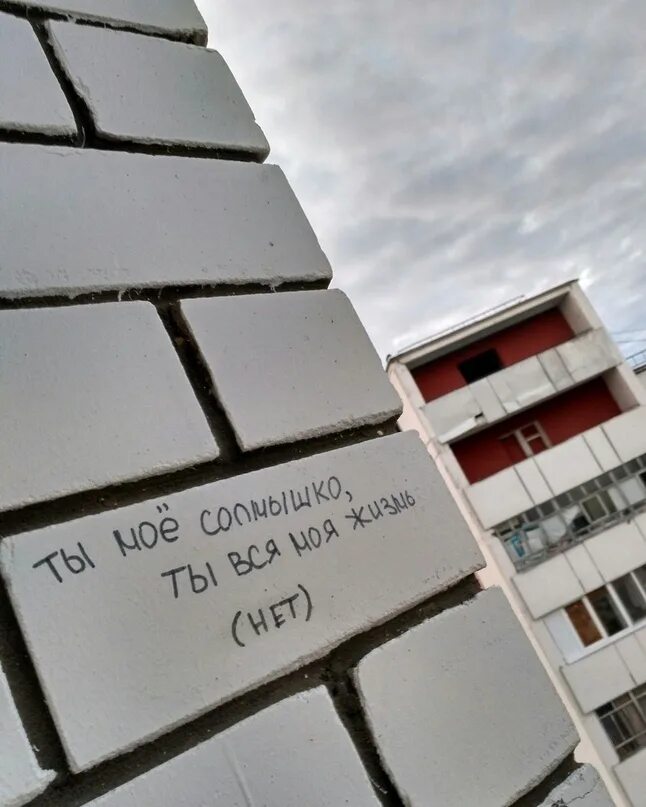 ты моё солнышко,
ты вся моя жизнь
(нет)